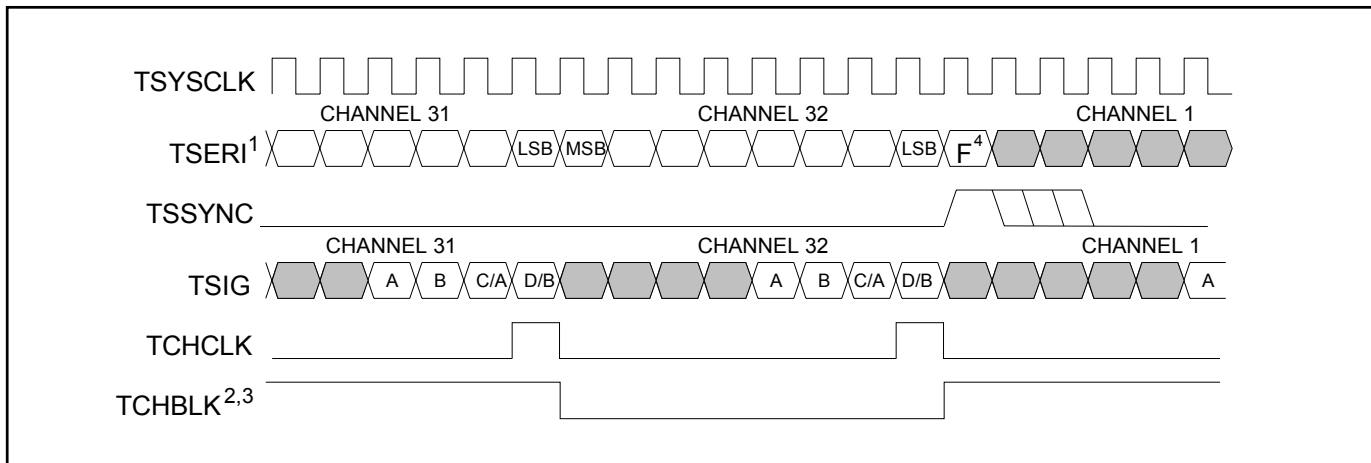 TSYSCLK
CHANNEL 31 CHANNEL 32 CHANNEL 1
TSERI1 LSB MSB LSB F4
TSSYNC
CHANNEL 31 CHANNEL 32 CHANNEL 1
TSIG A B C/A D/B A B C/A D/B A
TCHCLK
TCHBLK2,3